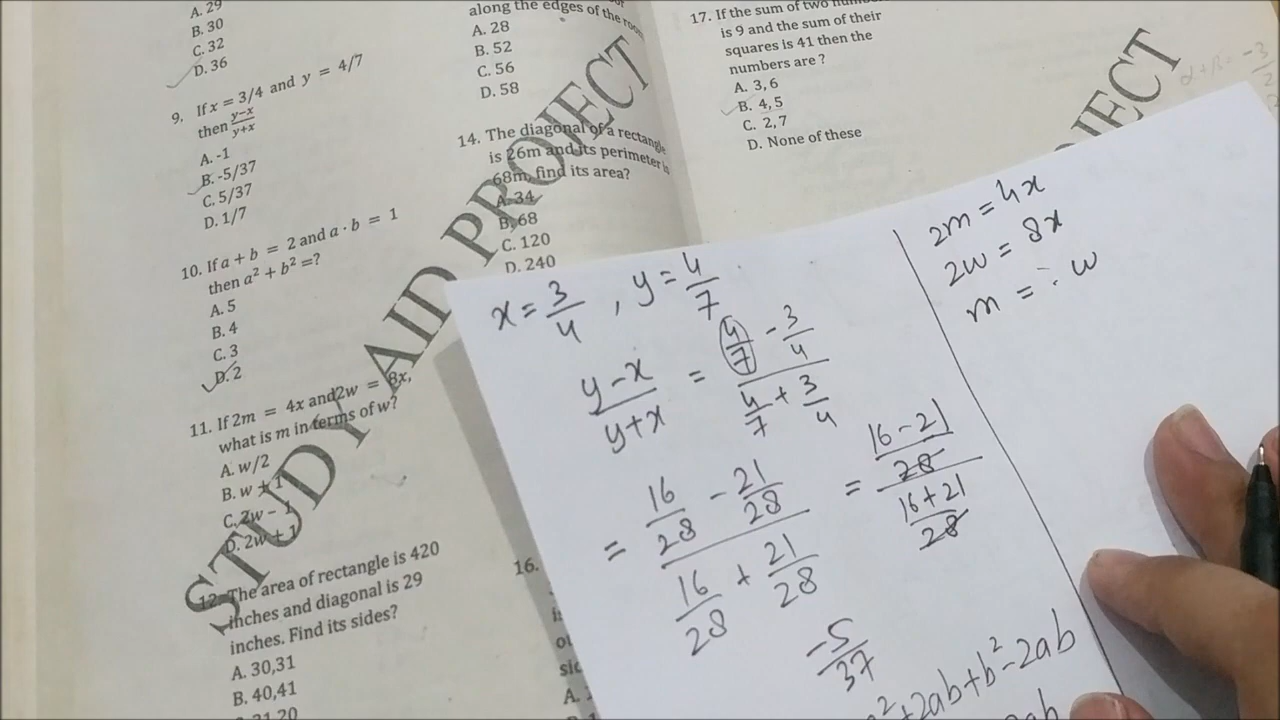 A. 29
B. 30
C. 32
D. 36
9. If x = 3/4 and y = 4/7
then y−x/y+x
A. -1
B. -5/37
C. 5/37
D. 1/7
10. If a + b = 2 and a · b = 1
then a² + b² =?
A. 5
B. 4
C. 3
D. 2
11. If 2m = 4x and2w = 8x,
what is m in terms of w?
A. w/2
B. w + 1
C. 2w − 1
D. 2w + 1
12. The area of rectangle is 420
inches and diagonal is 29
inches. Find its sides?
A. 30,31
B. 40,41
along the edges of the room
A. 28
B. 52
C. 56
D. 58
14. The diagonal of a rectangle
is 26m and its perimeter is
68m, find its area?
A. 34
B. 68
C. 120
D. 240
16.
A.
17. If the sum of two
is 9 and the sum of their
squares is 41 then the
numbers are ?
A. 3, 6
B. 4, 5
C. 2, 7
D. None of these
STUDY AID PROJECT
JECT
x = 3/4 , y = 4/7
y−x/y+x = 4/7 − 3/4 / 4/7 + 3/4
= 16/28 − 21/28 / 16/28 + 21/28 = 16−21/28 / 16+21/28
−5/37
a²+2ab+b²−2ab
2m = 4x
2w = 8x
m = w